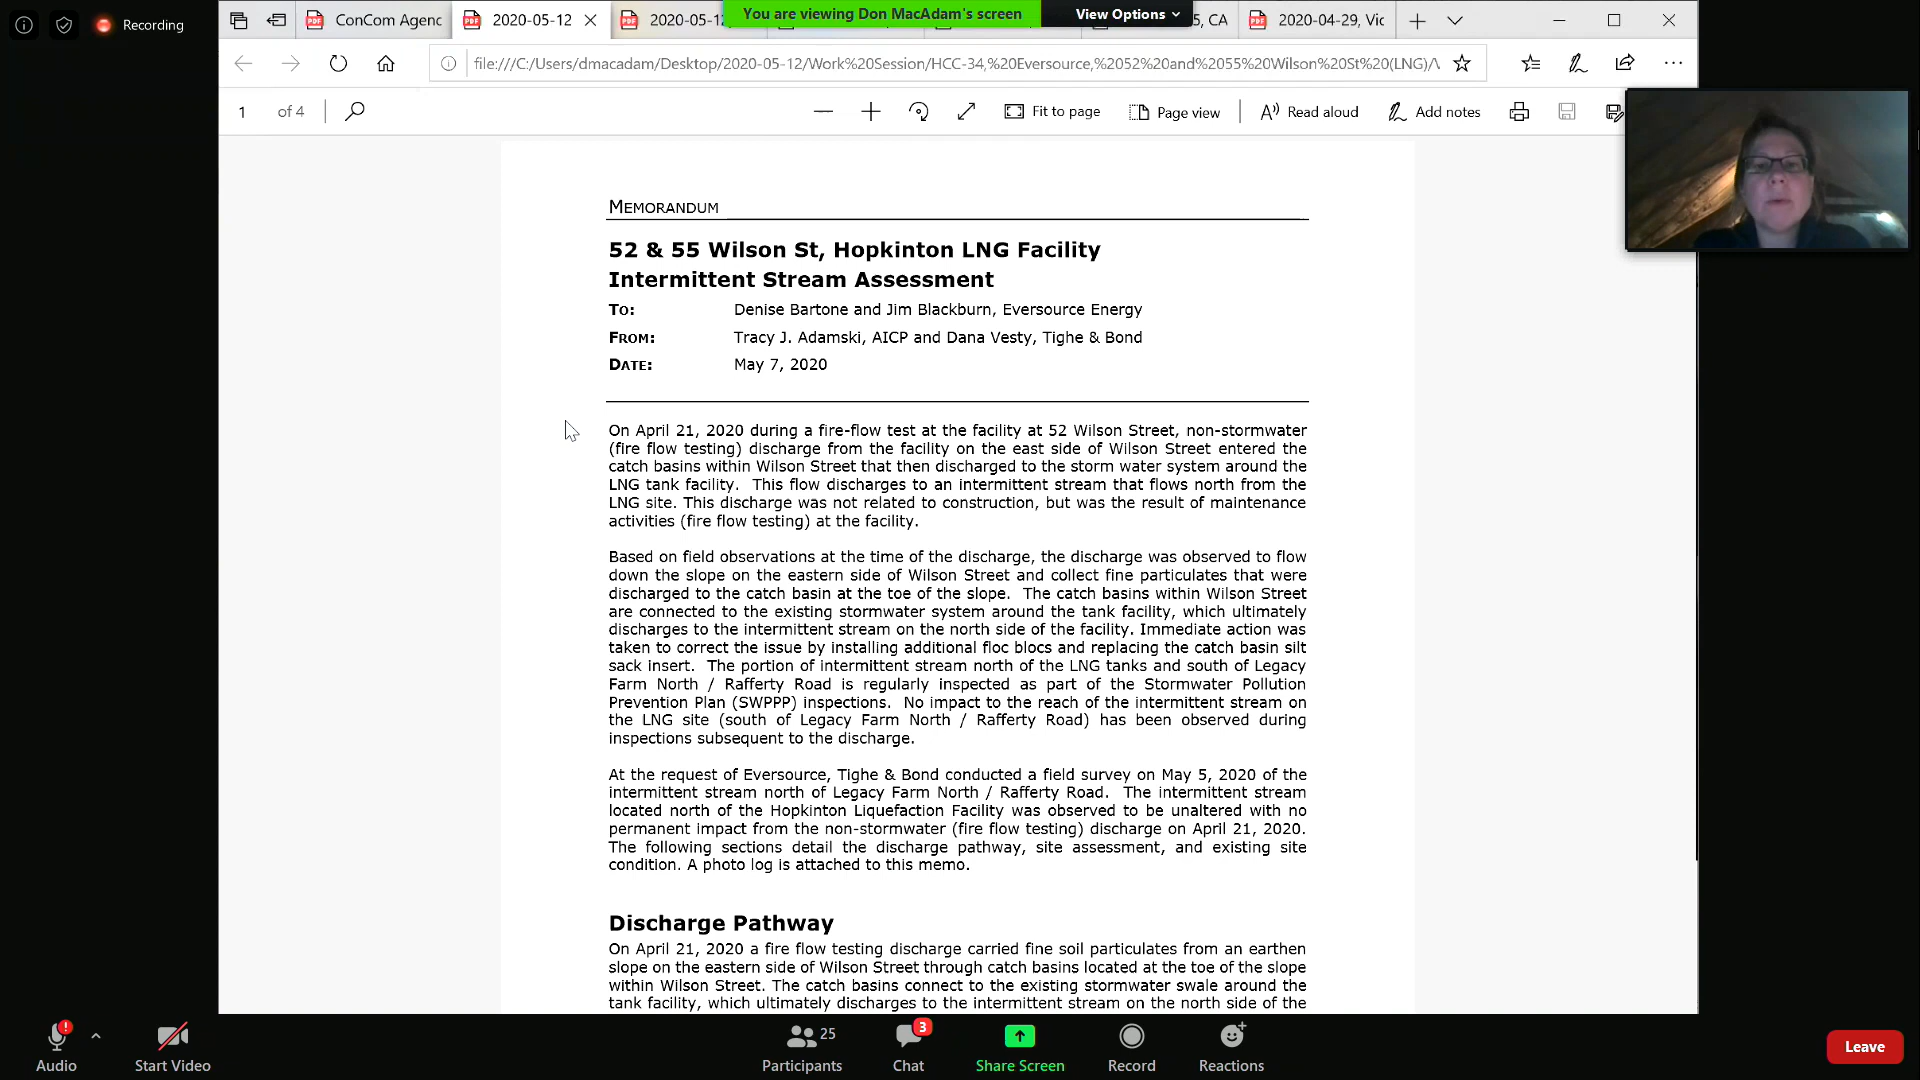 Recording
ConCom Agenc
2020-05-12
2020-05-12
You are viewing Don MacAdam's screen
View Options
, CA
2020-04-29, Vic
file:///C:/Users/dmacadam/Desktop/2020-05-12/Work%20Session/HCC-34,%20Eversource,%2052%20and%2055%20Wilson%20St%20(LNG)/
1 of 4
Fit to page
Page view
Read aloud
Add notes
MEMORANDUM
52 & 55 Wilson St, Hopkinton LNG Facility
Intermittent Stream Assessment
TO: Denise Bartone and Jim Blackburn, Eversource Energy
FROM: Tracy J. Adamski, AICP and Dana Vesty, Tighe & Bond
DATE: May 7, 2020
On April 21, 2020 during a fire-flow test at the facility at 52 Wilson Street, non-stormwater
(fire flow testing) discharge from the facility on the east side of Wilson Street entered the
catch basins within Wilson Street that then discharged to the storm water system around the
LNG tank facility. This flow discharges to an intermittent stream that flows north from the
LNG site. This discharge was not related to construction, but was the result of maintenance
activities (fire flow testing) at the facility.
Based on field observations at the time of the discharge, the discharge was observed to flow
down the slope on the eastern side of Wilson Street and collect fine particulates that were
discharged to the catch basin at the toe of the slope. The catch basins within Wilson Street
are connected to the existing stormwater system around the tank facility, which ultimately
discharges to the intermittent stream on the north side of the facility. Immediate action was
taken to correct the issue by installing additional floc blocs and replacing the catch basin silt
sack insert. The portion of intermittent stream north of the LNG tanks and south of Legacy
Farm North / Rafferty Road is regularly inspected as part of the Stormwater Pollution
Prevention Plan (SWPPP) inspections. No impact to the reach of the intermittent stream on
the LNG site (south of Legacy Farm North / Rafferty Road) has been observed during
inspections subsequent to the discharge.
At the request of Eversource, Tighe & Bond conducted a field survey on May 5, 2020 of the
intermittent stream north of Legacy Farm North / Rafferty Road. The intermittent stream
located north of the Hopkinton Liquefaction Facility was observed to be unaltered with no
permanent impact from the non-stormwater (fire flow testing) discharge on April 21, 2020.
The following sections detail the discharge pathway, site assessment, and existing site
condition. A photo log is attached to this memo.
Discharge Pathway
On April 21, 2020 a fire flow testing discharge carried fine soil particulates from an earthen
slope on the eastern side of Wilson Street through catch basins located at the toe of the slope
within Wilson Street. The catch basins connect to the existing stormwater swale around the
tank facility, which ultimately discharges to the intermittent stream on the north side of the
Audio
Start Video
25
Participants
3
Chat
Share Screen
Record
Reactions
Leave